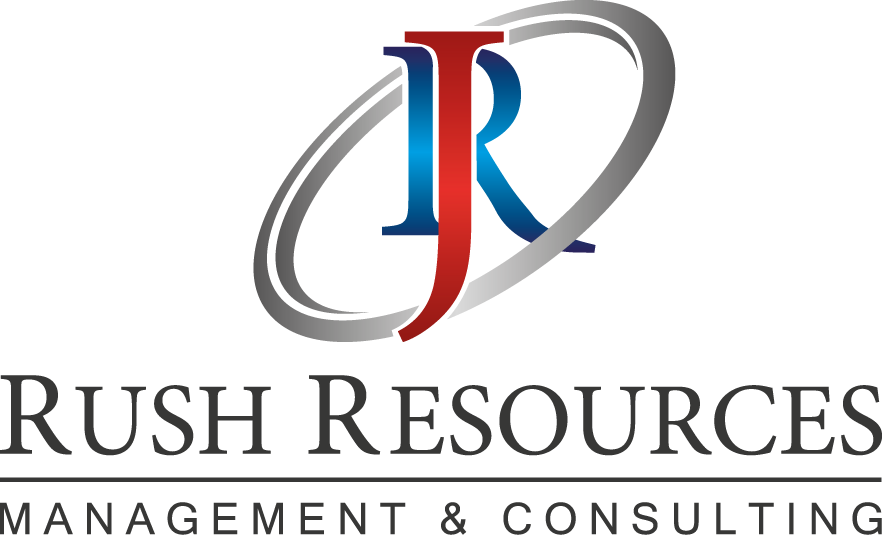 JR
RUSH RESOURCES
MANAGEMENT & CONSULTING